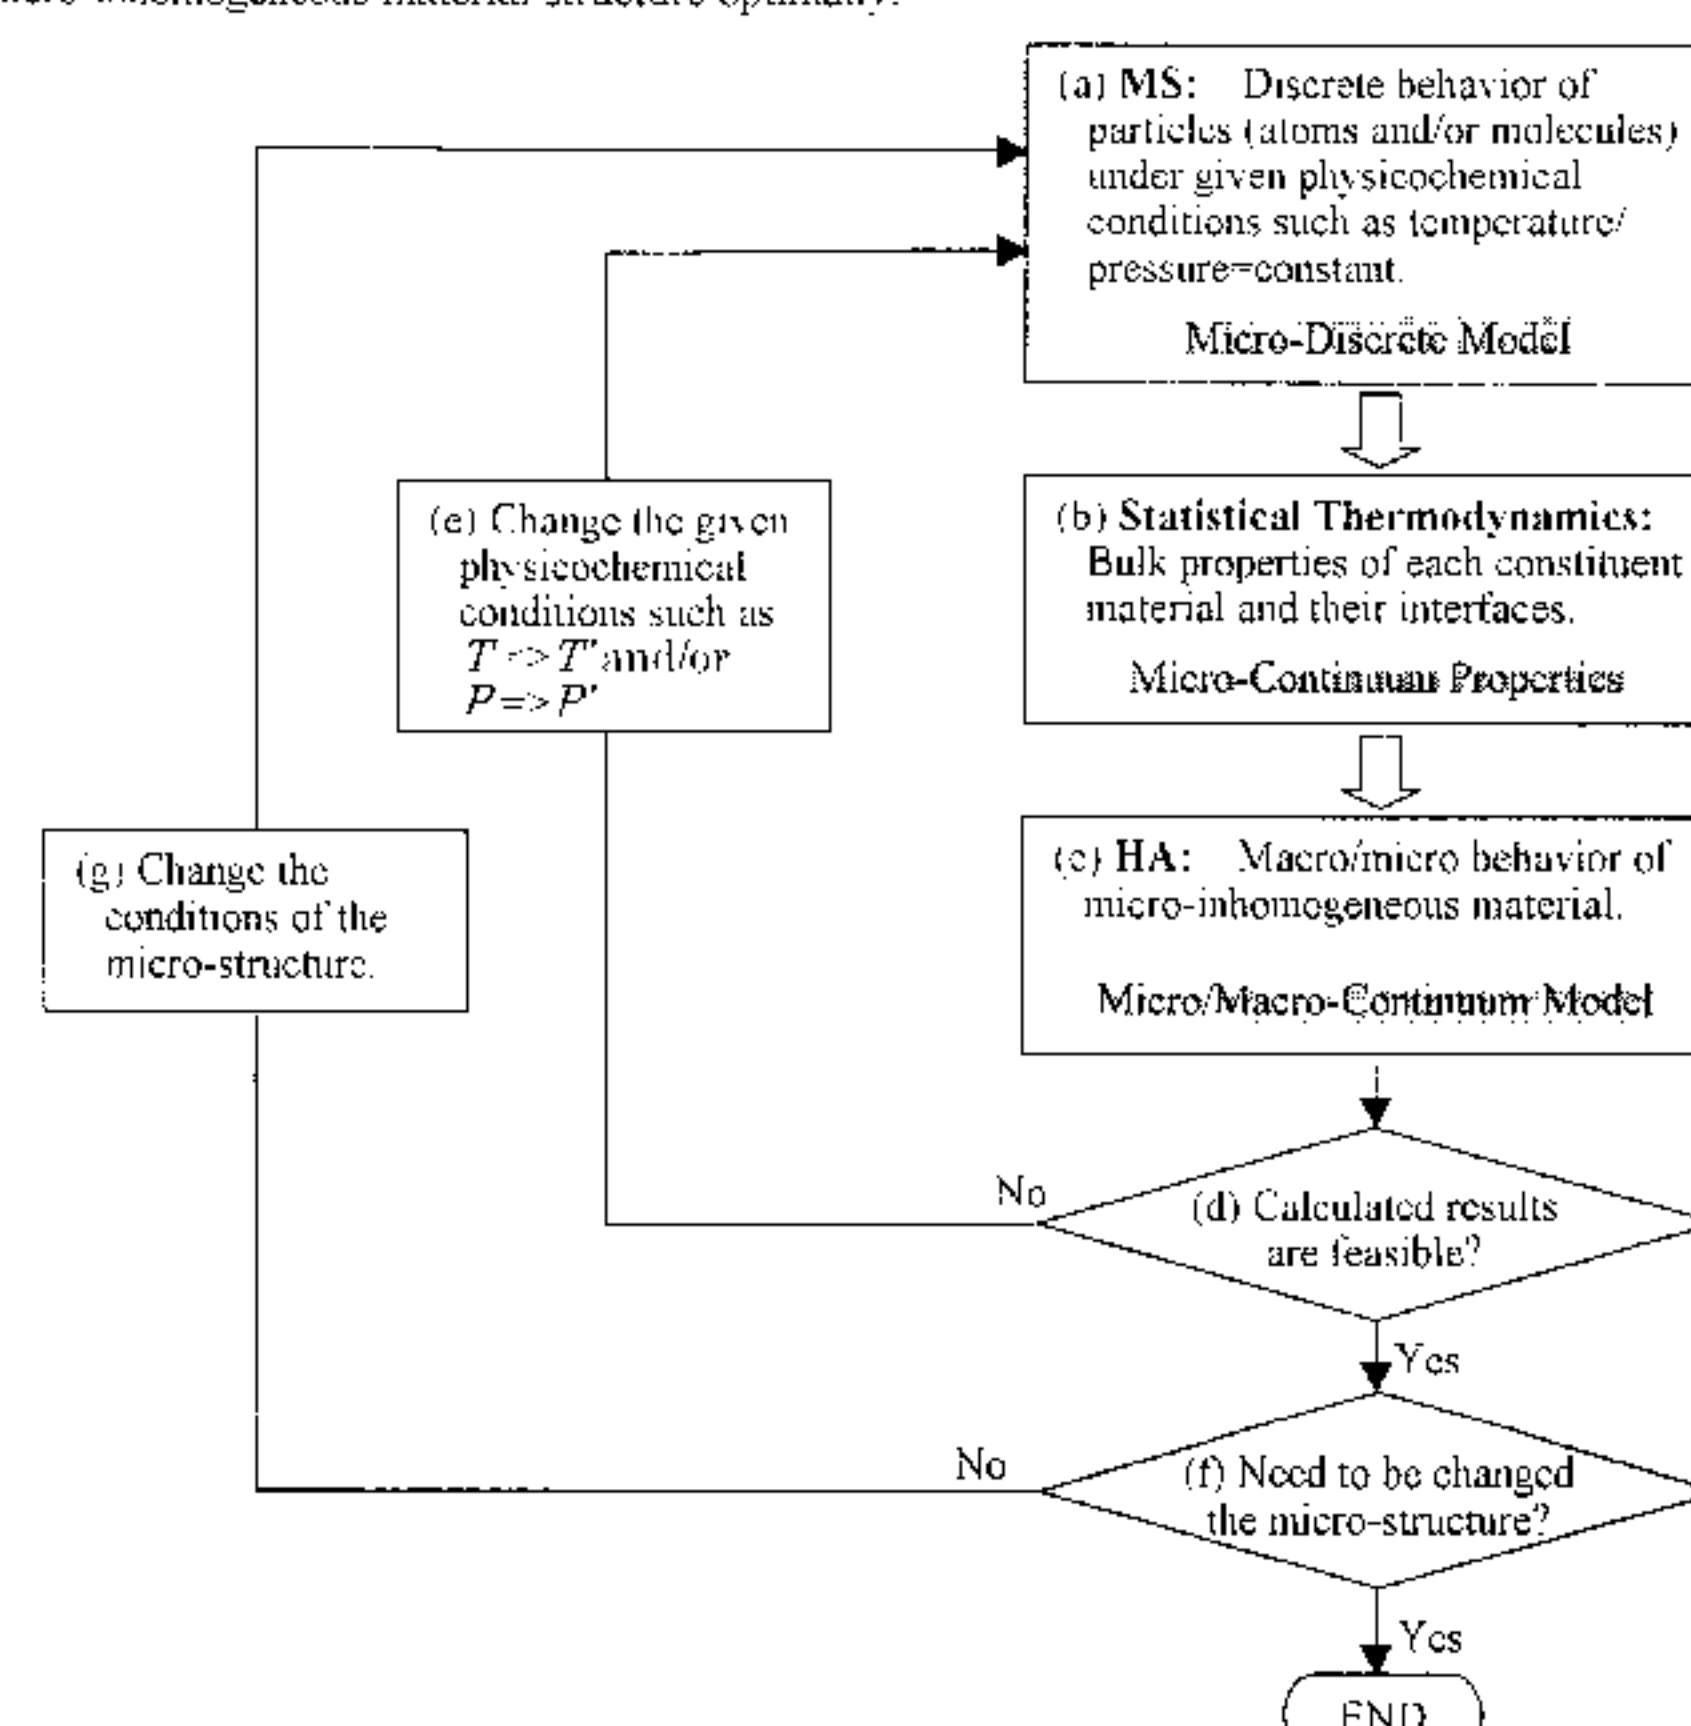 (a) MS: Discrete behavior of
particles (atoms and/or molecules)
under given physicochemical
conditions such as temperature/
pressure=constant.
Micro-Discrete Model
(b) Statistical Thermodynamics:
Bulk properties of each constituent
material and their interfaces.
Micro-Continuum Properties
(c) HA: Macro/micro behavior of
micro-inhomogeneous material.
Micro/Macro-Continuum Model
(e) Change the given
physicochemical
conditions such as
T => T' and/or
P => P'
(g) Change the
conditions of the
micro-structure.
No
(d) Calculated results
are feasible?
Yes
No
(f) Need to be changed
the micro-structure?
Yes
END